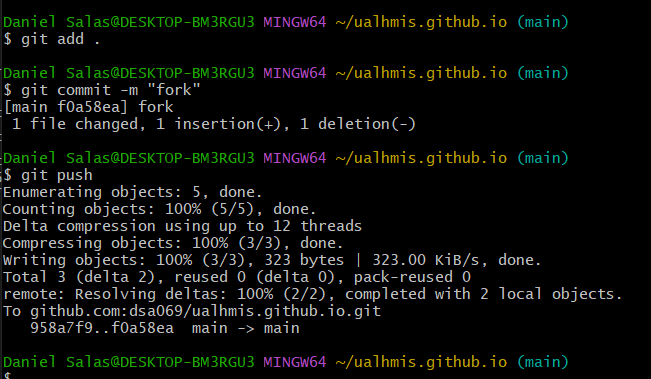 Daniel Salas@DESKTOP-BM3RGU3 MINGW64 ~/ualhmis.github.io (main)
$ git add .
Daniel Salas@DESKTOP-BM3RGU3 MINGW64 ~/ualhmis.github.io (main)
$ git commit -m "fork"
[main f0a58ea] fork
 1 file changed, 1 insertion(+), 1 deletion(-)
Daniel Salas@DESKTOP-BM3RGU3 MINGW64 ~/ualhmis.github.io (main)
$ git push
Enumerating objects: 5, done.
Counting objects: 100% (5/5), done.
Delta compression using up to 12 threads
Compressing objects: 100% (3/3), done.
Writing objects: 100% (3/3), 323 bytes | 323.00 KiB/s, done.
Total 3 (delta 2), reused 0 (delta 0), pack-reused 0
remote: Resolving deltas: 100% (2/2), completed with 2 local objects.
To github.com:dsa069/ualhmis.github.io.git
   958a7f9..f0a58ea  main -> main
Daniel Salas@DESKTOP-BM3RGU3 MINGW64 ~/ualhmis.github.io (main)
$